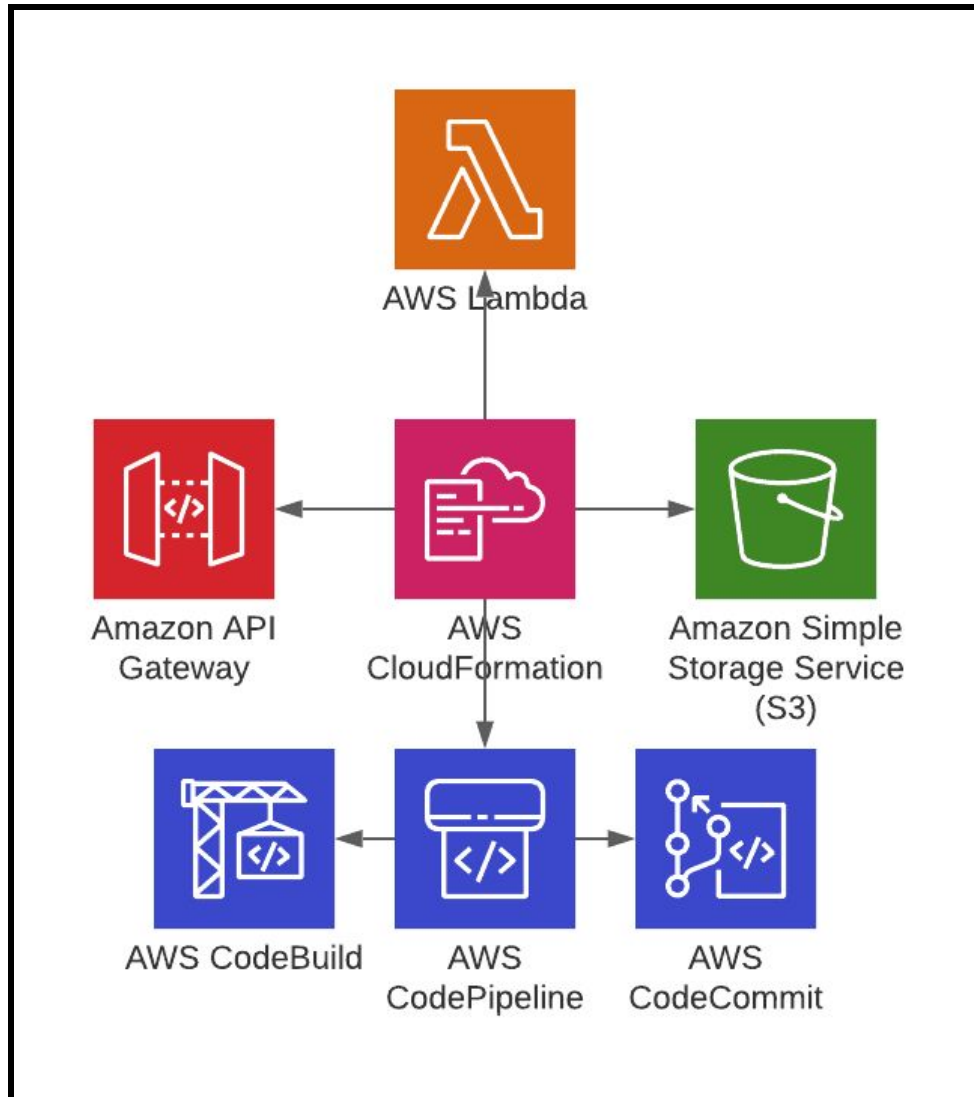 AWS Lambda
</>
Amazon API
Gateway
AWS
CloudFormation
Amazon Simple
Storage Service
(S3)
</>
AWS CodeBuild
</>
AWS
CodePipeline
</>
AWS
CodeCommit